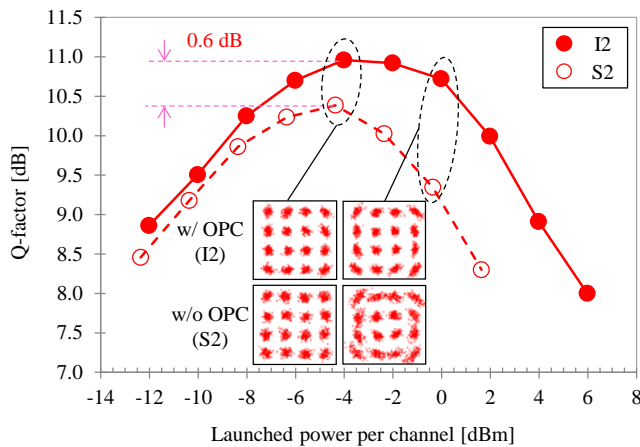 0.6 dB
I2
S2
Q-factor [dB]
11.0
10.5
10.0
9.5
9.0
8.5
8.0
7.5
7.0
w/ OPC
(I2)
w/o OPC
(S2)
-14 -12 -10 -8 -6 -4 -2 0 2 4 6 8
Launched power per channel [dBm]